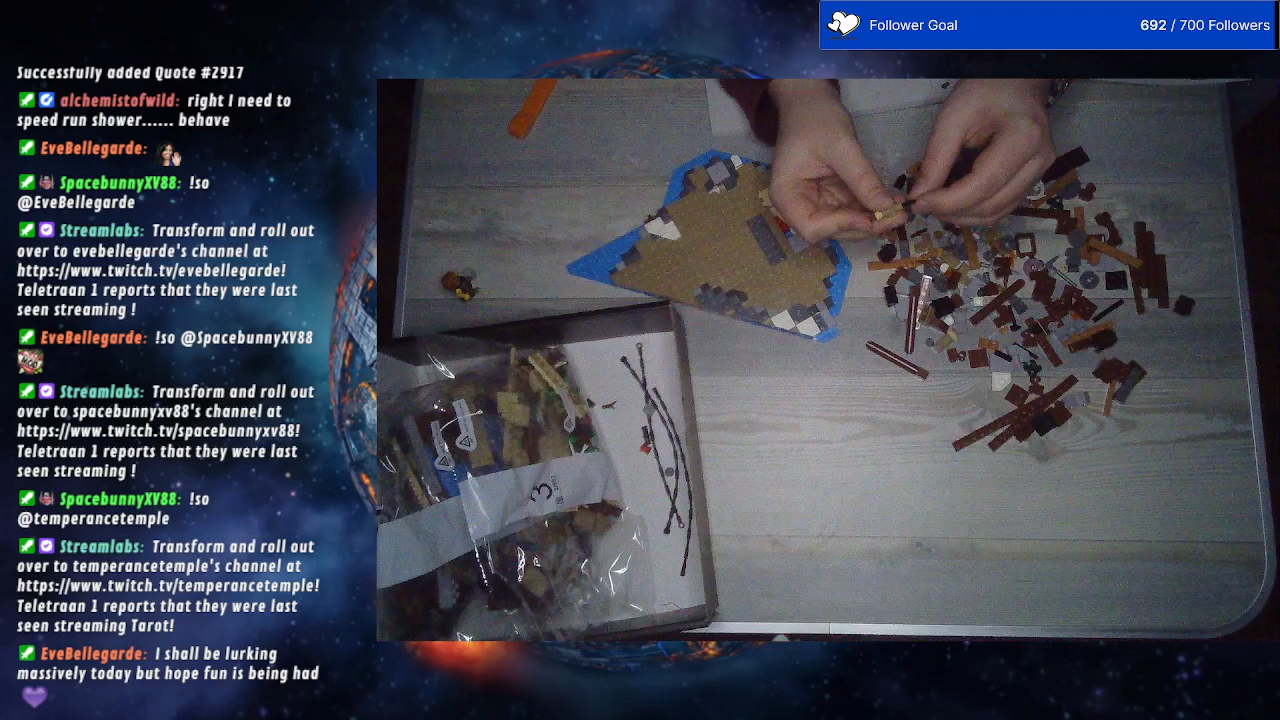 Follower Goal
692 / 700 Followers
Successfully added Quote #2917
alchemistofwild: right I need to
speed run shower...... behave
EveBellegarde:
SpacebunnyXV88: !so
@EveBellegarde
Streamlabs: Transform and roll out
over to evebellegarde's channel at
https://www.twitch.tv/evebellegarde!
Teletraan 1 reports that they were last
seen streaming !
EveBellegarde: !so @SpacebunnyXV88
Streamlabs: Transform and roll out
over to spacebunnyxv88's channel at
https://www.twitch.tv/spacebunnyxv88!
Teletraan 1 reports that they were last
seen streaming !
SpacebunnyXV88: !so
@temperancetemple
Streamlabs: Transform and roll out
over to temperancetemple's channel at
https://www.twitch.tv/temperancetemple!
Teletraan 1 reports that they were last
seen streaming Tarot!
EveBellegarde: I shall be lurking
massively today but hope fun is being had
3